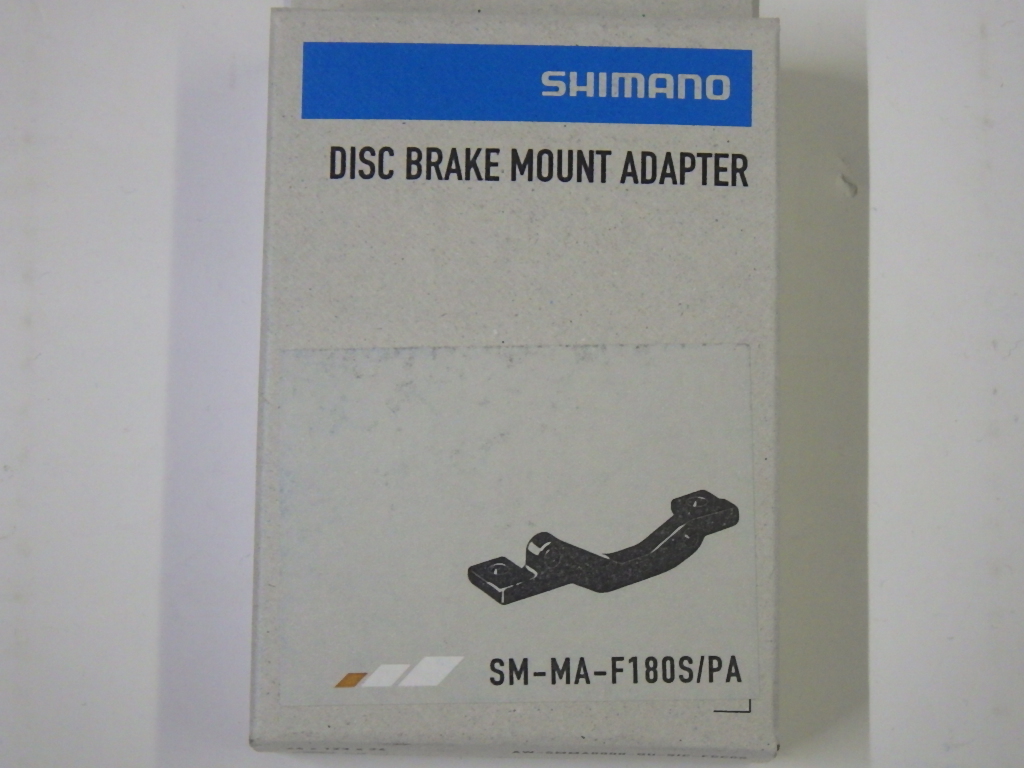 SHIMANO
DISC BRAKE MOUNT ADAPTER
SM-MA-F180S/PA